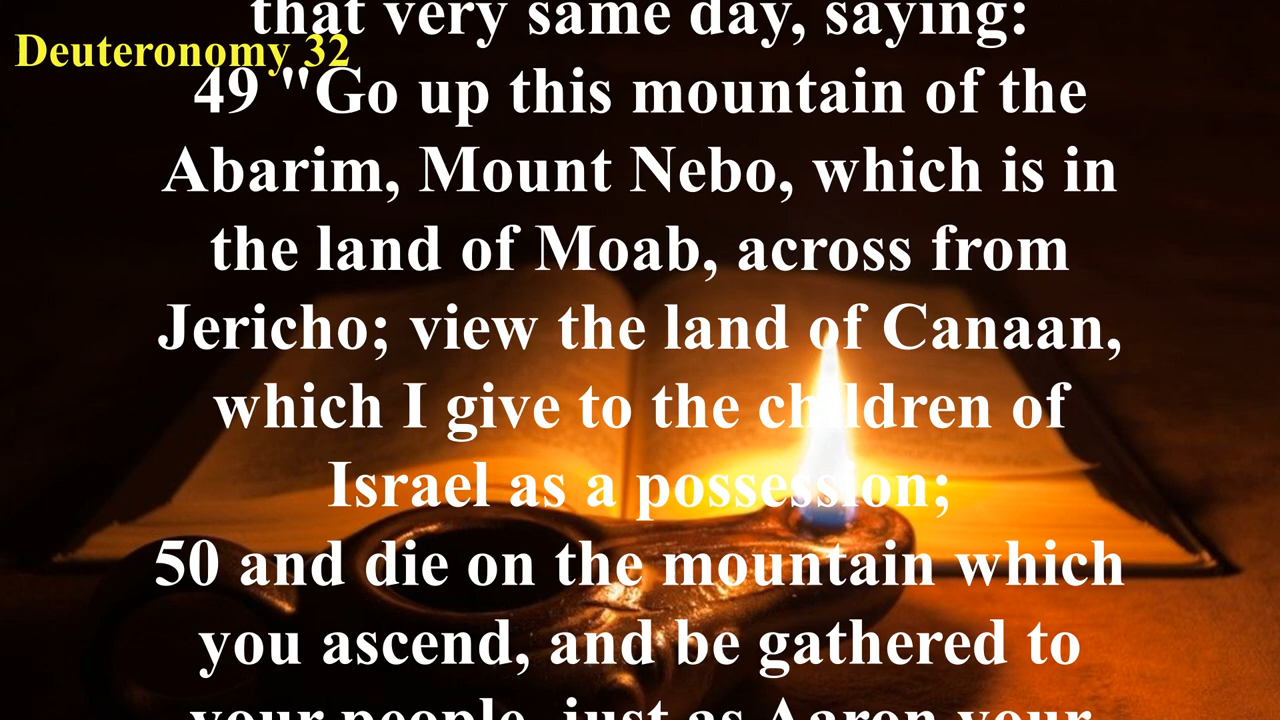 that very same day, saying:
Deuteronomy 32
49 "Go up this mountain of the
Abarim, Mount Nebo, which is in
the land of Moab, across from
Jericho; view the land of Canaan,
which I give to the children of
Israel as a possession;
50 and die on the mountain which
you ascend, and be gathered to
your people, just as Aaron your